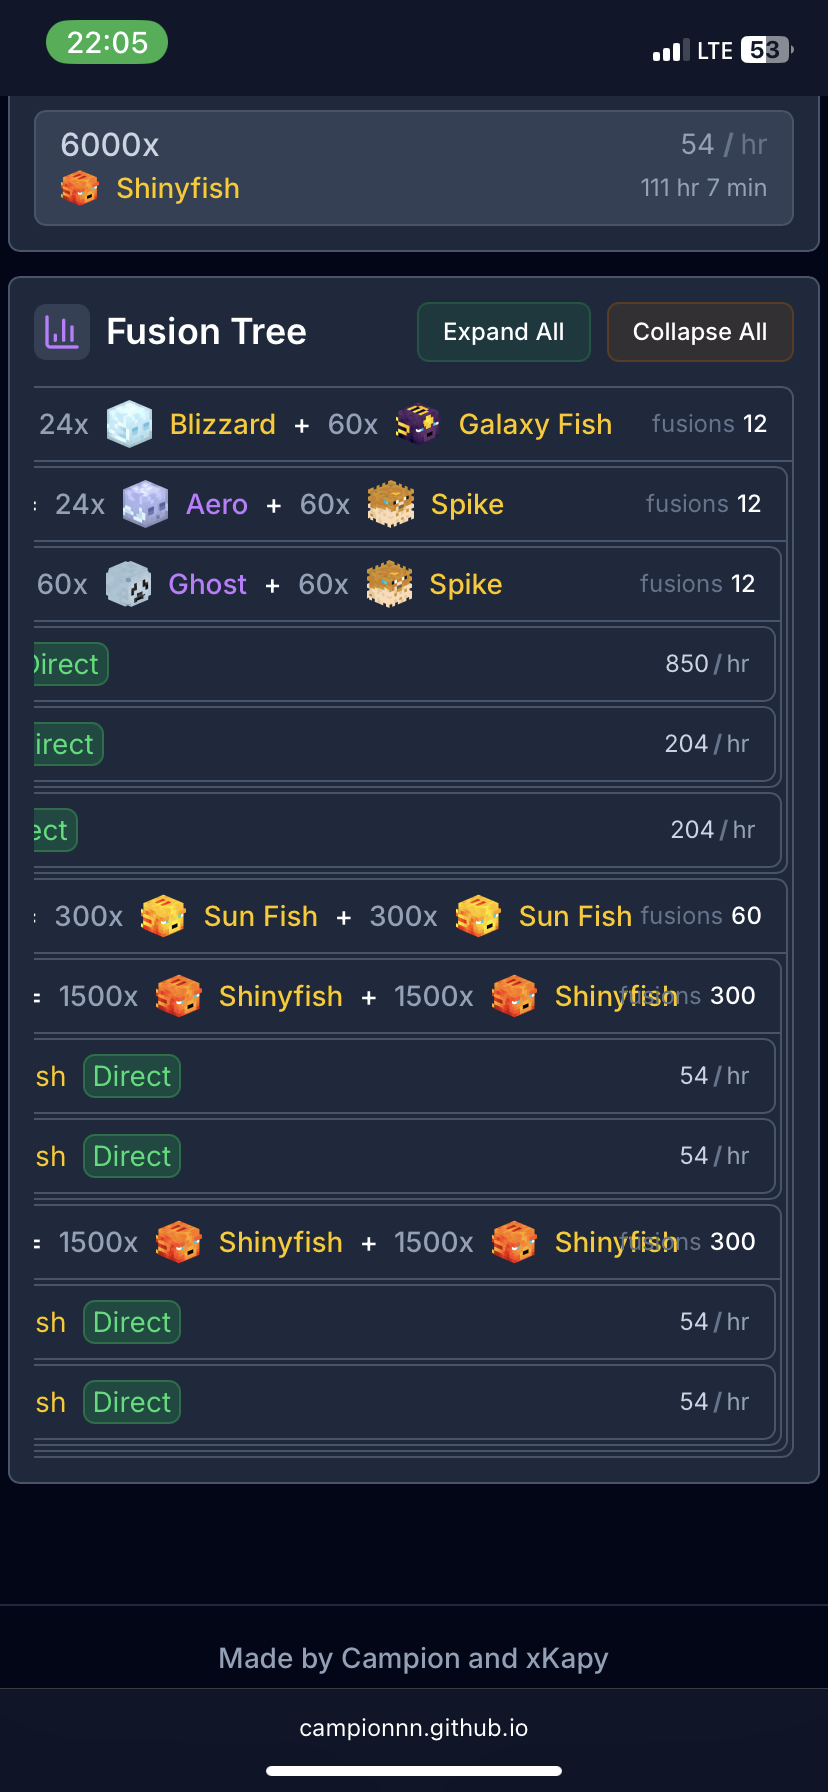 22:05 LTE 53
6000x 54 / hr
Shinyfish 111 hr 7 min
Fusion Tree Expand All Collapse All
24x Blizzard + 60x Galaxy Fish fusions 12
24x Aero + 60x Spike fusions 12
60x Ghost + 60x Spike fusions 12
Direct 850 / hr
irect 204 / hr
ect 204 / hr
300x Sun Fish + 300x Sun Fish fusions 60
= 1500x Shinyfish + 1500x Shinyfish fusions 300
sh Direct 54 / hr
sh Direct 54 / hr
= 1500x Shinyfish + 1500x Shinyfish fusions 300
sh Direct 54 / hr
sh Direct 54 / hr
Made by Campion and xKapy
campionnn.github.io